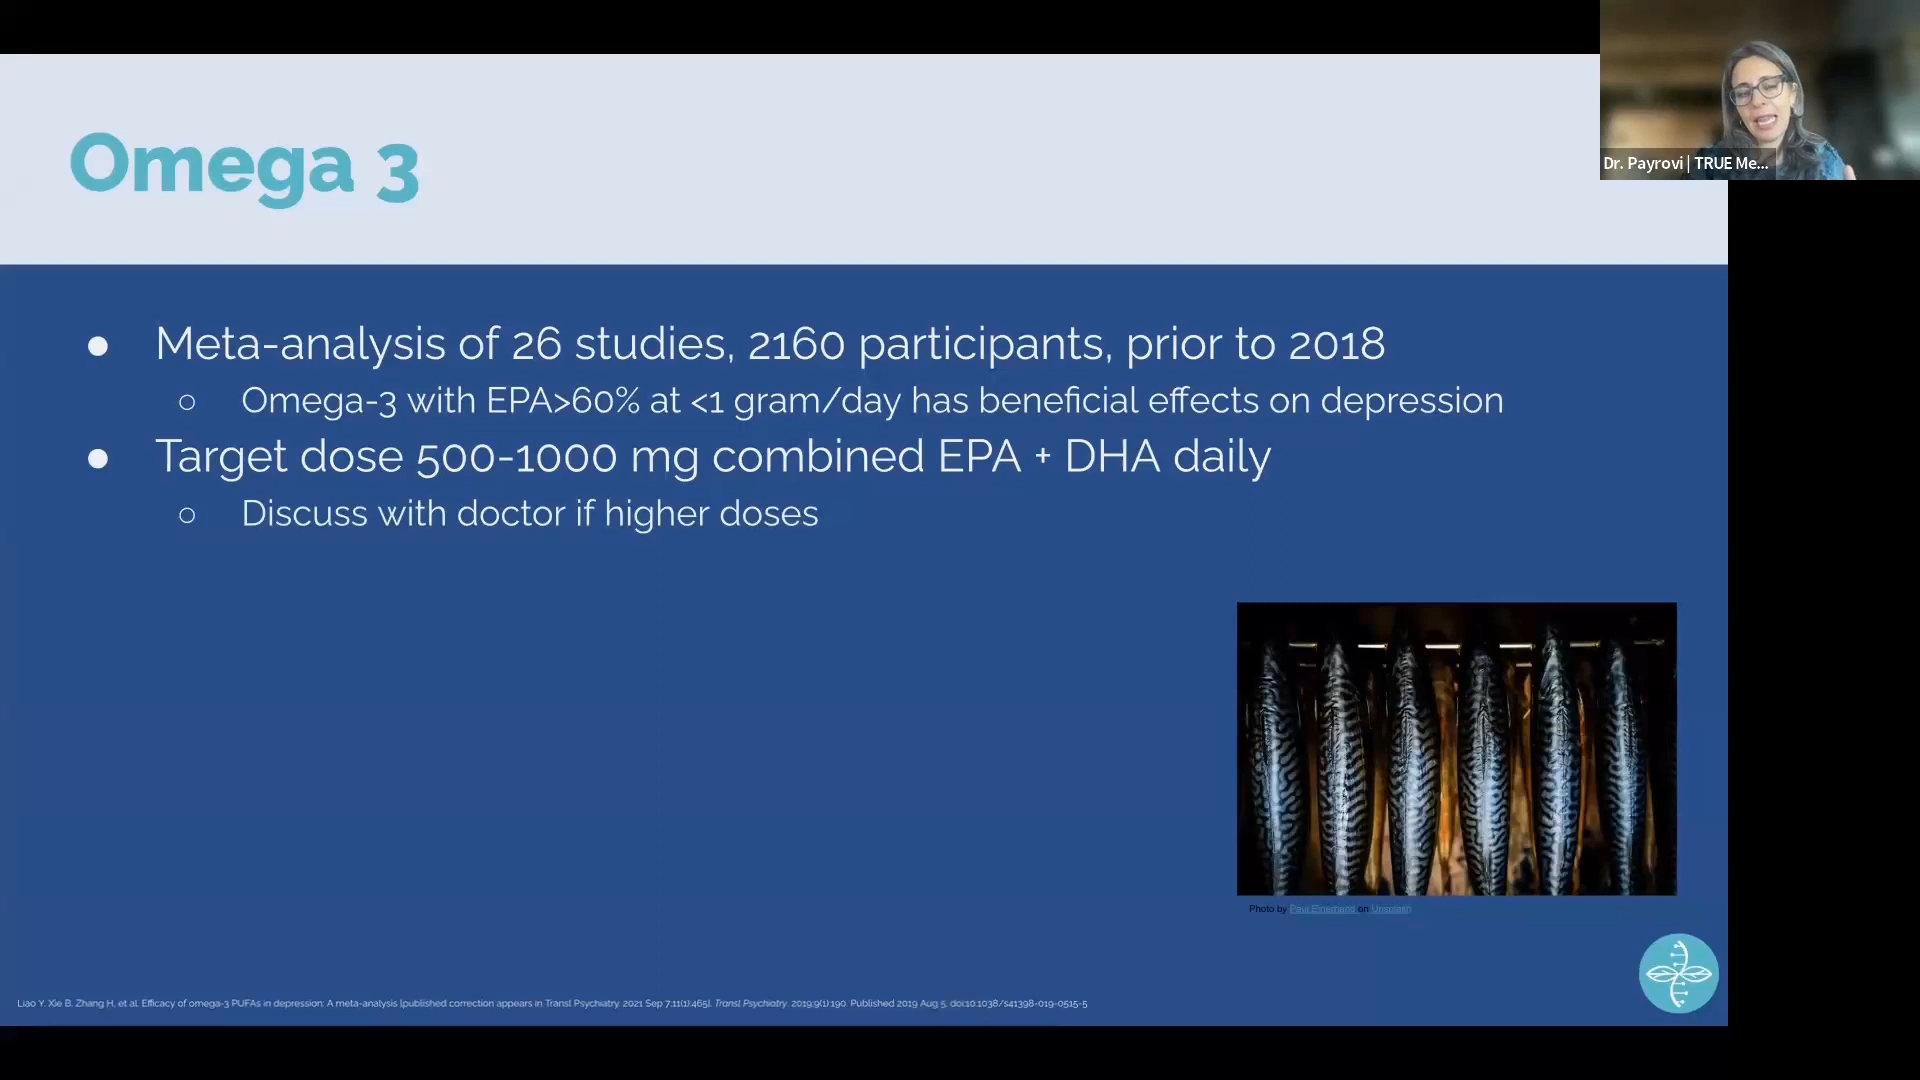 Dr. Payrovi | TRUE Me...
Omega 3
● Meta-analysis of 26 studies, 2160 participants, prior to 2018
○ Omega-3 with EPA>60% at <1 gram/day has beneficial effects on depression
● Target dose 500-1000 mg combined EPA + DHA daily
○ Discuss with doctor if higher doses
Photo by Paul Einerhand on Unsplash
Liao Y, Xie B, Zhang H, et al. Efficacy of omega-3 PUFAs in depression: A meta-analysis [published correction appears in Transl Psychiatry. 2021 Sep 7;11(1):465]. Transl Psychiatry. 2019;9(1):190. Published 2019 Aug 5. doi:10.1038/s41398-019-0515-5